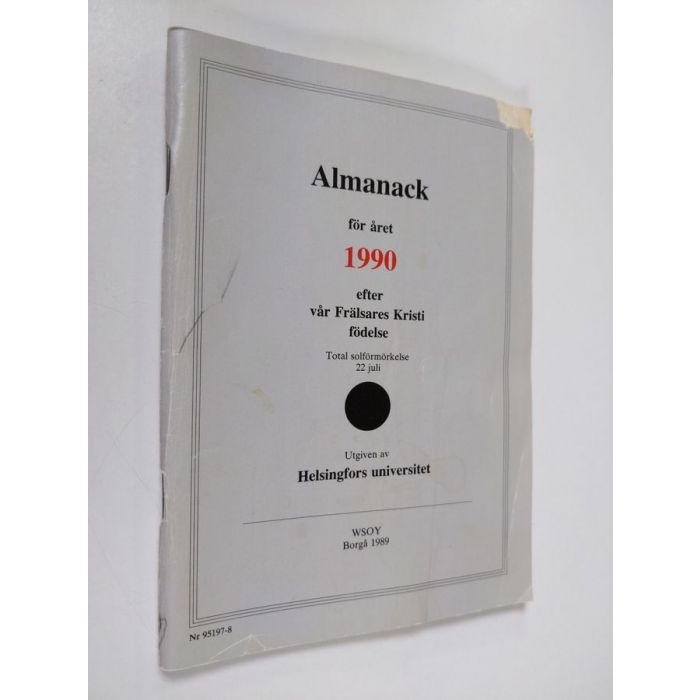 Almanack
för året
1990
efter
vår Frälsares Kristi
födelse
Total solförmörkelse
22 juli
Utgiven av
Helsingfors universitet
WSOY
Borgå 1989
Nr 95197-8